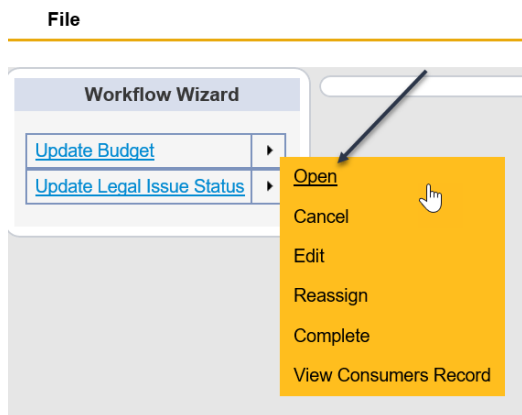 File
Workflow Wizard
Update Budget
Update Legal Issue Status
Open
Cancel
Edit
Reassign
Complete
View Consumers Record